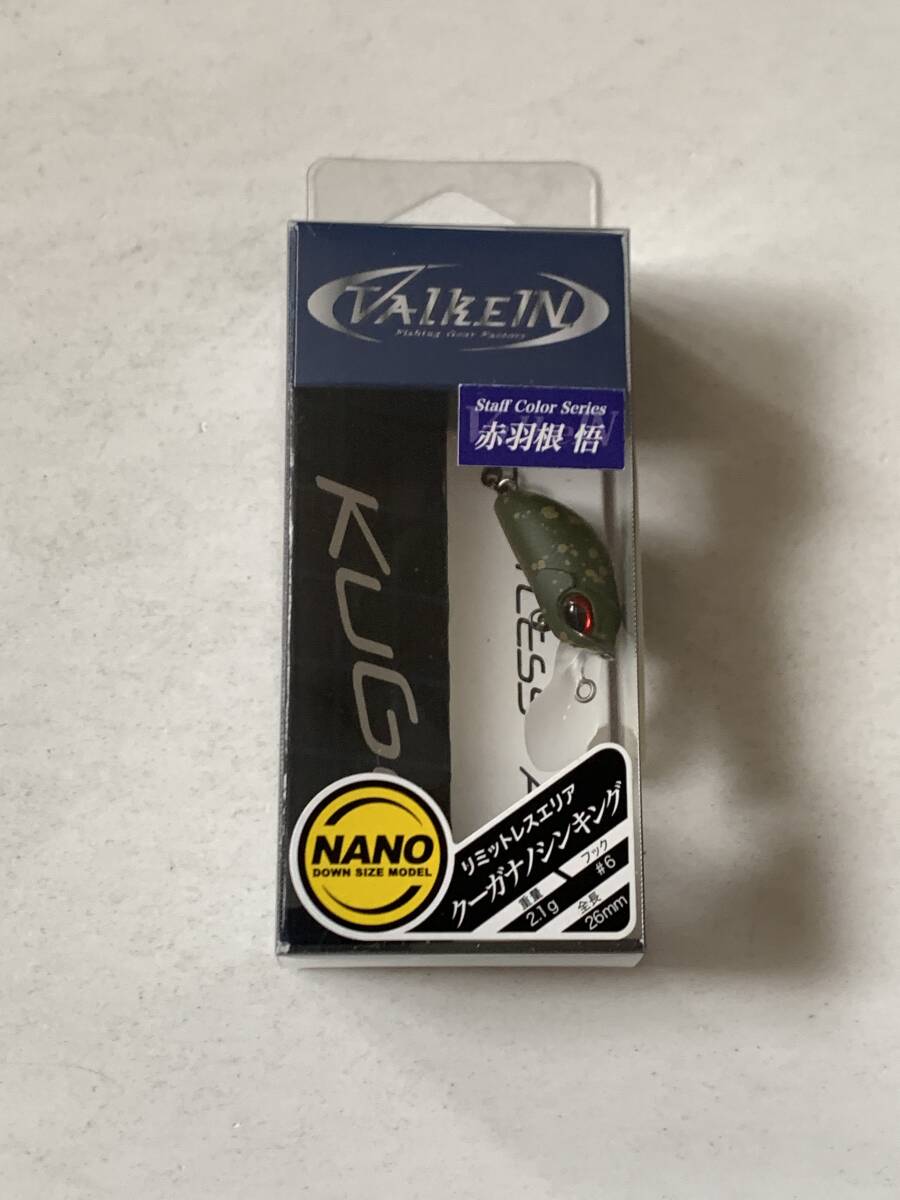 ValkeIN
Fishing Gear Factory
Staff Color Series
赤羽根 悟
KUG
LESS
NANO
DOWN SIZE MODEL
リミットレスエリア
クーガナノシンキング
重量
2.1g
フック
#6
全長
26mm